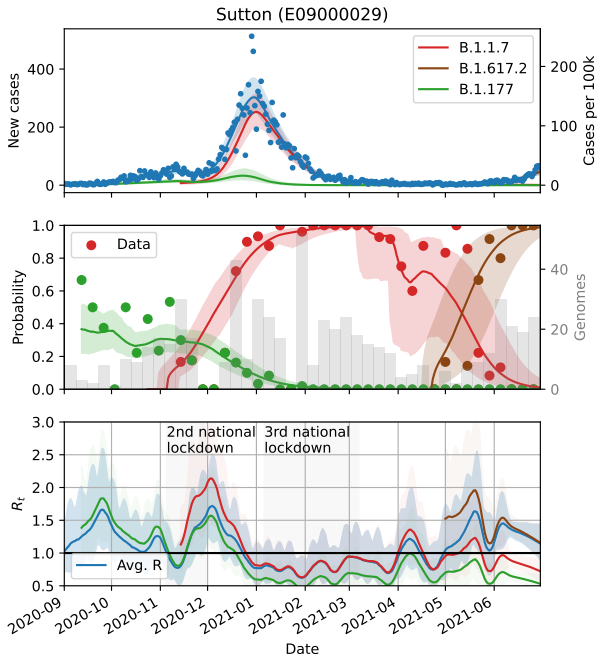 Sutton (E09000029)
New cases
400
200
0
B.1.1.7
B.1.617.2
B.1.177
200
100
0
Cases per 100k
Probability
1.0
0.8
0.6
0.4
0.2
0.0
Data
40
20
0
Genomes
R_t
3.0
2.5
2.0
1.5
1.0
0.5
2nd national
lockdown
3rd national
lockdown
Avg. R
2020-09
2020-10
2020-11
2020-12
2021-01
2021-02
2021-03
2021-04
2021-05
2021-06
Date